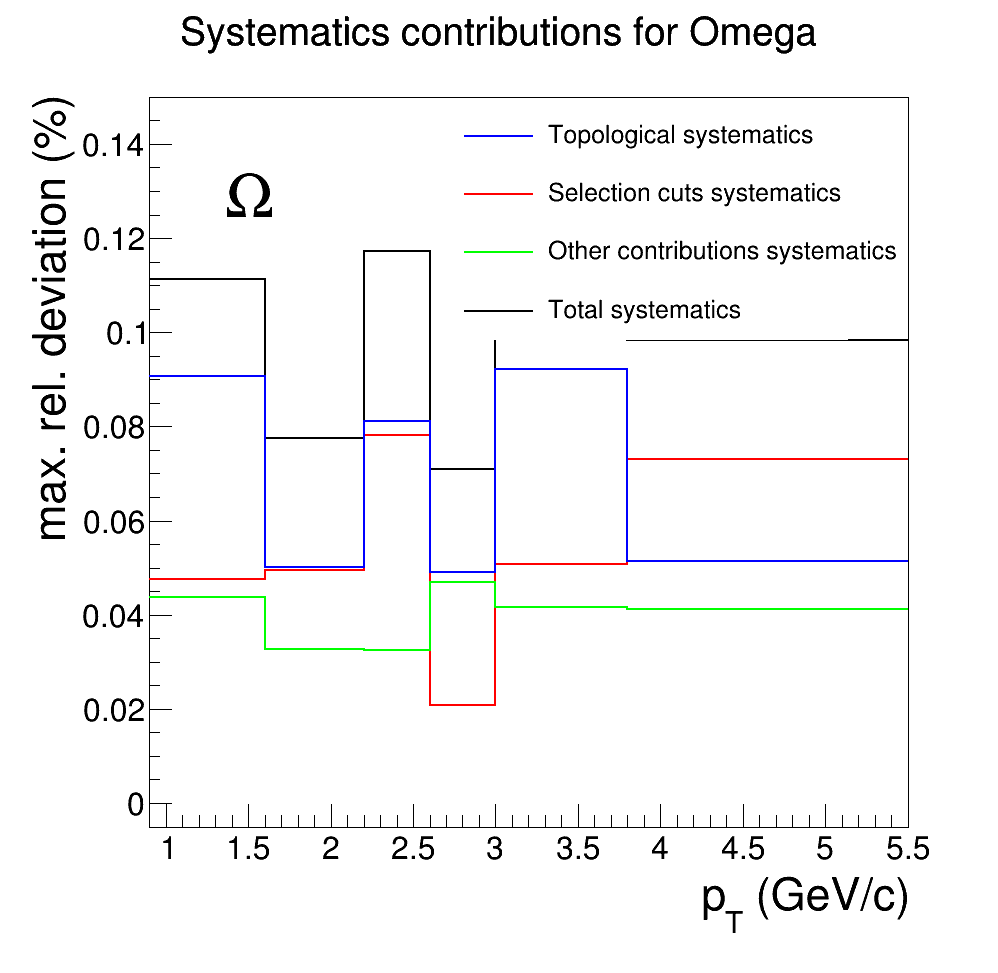 Systematics contributions for Omega
max. rel. deviation (%)
0.14
0.12
0.1
0.08
0.06
0.04
0.02
0
Ω
Topological systematics
Selection cuts systematics
Other contributions systematics
Total systematics
1 1.5 2 2.5 3 3.5 4 4.5 5 5.5
p_T (GeV/c)